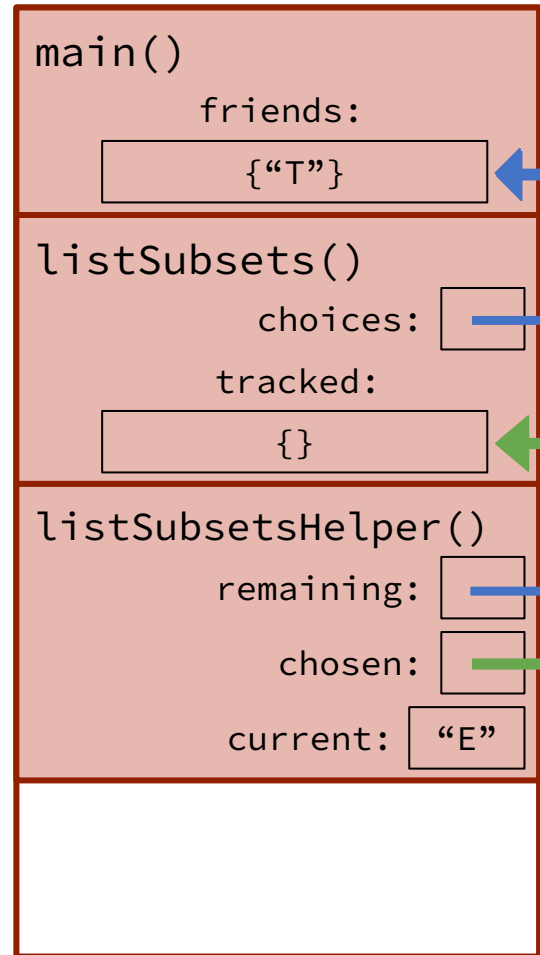 main()
friends:
{“T”}
listSubsets()
choices:
tracked:
{}
listSubsetsHelper()
remaining:
chosen:
current: “E”